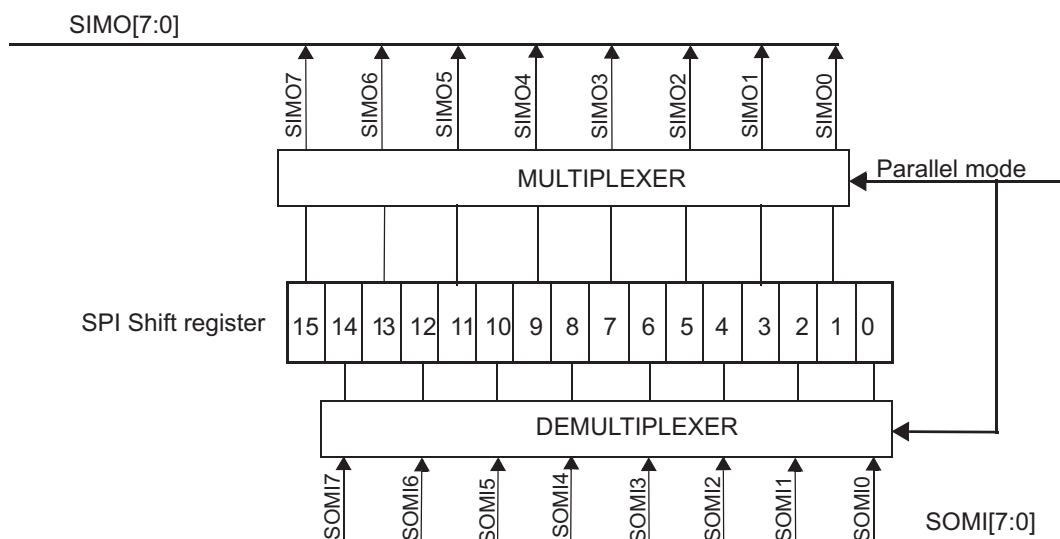 SIMO[7:0]
SIMO7 SIMO6 SIMO5 SIMO4 SIMO3 SIMO2 SIMO1 SIMO0
MULTIPLEXER
Parallel mode
SPI Shift register
15 14 13 12 11 10 9 8 7 6 5 4 3 2 1 0
DEMULTIPLEXER
SOMI7 SOMI6 SOMI5 SOMI4 SOMI3 SOMI2 SOMI1 SOMI0
SOMI[7:0]